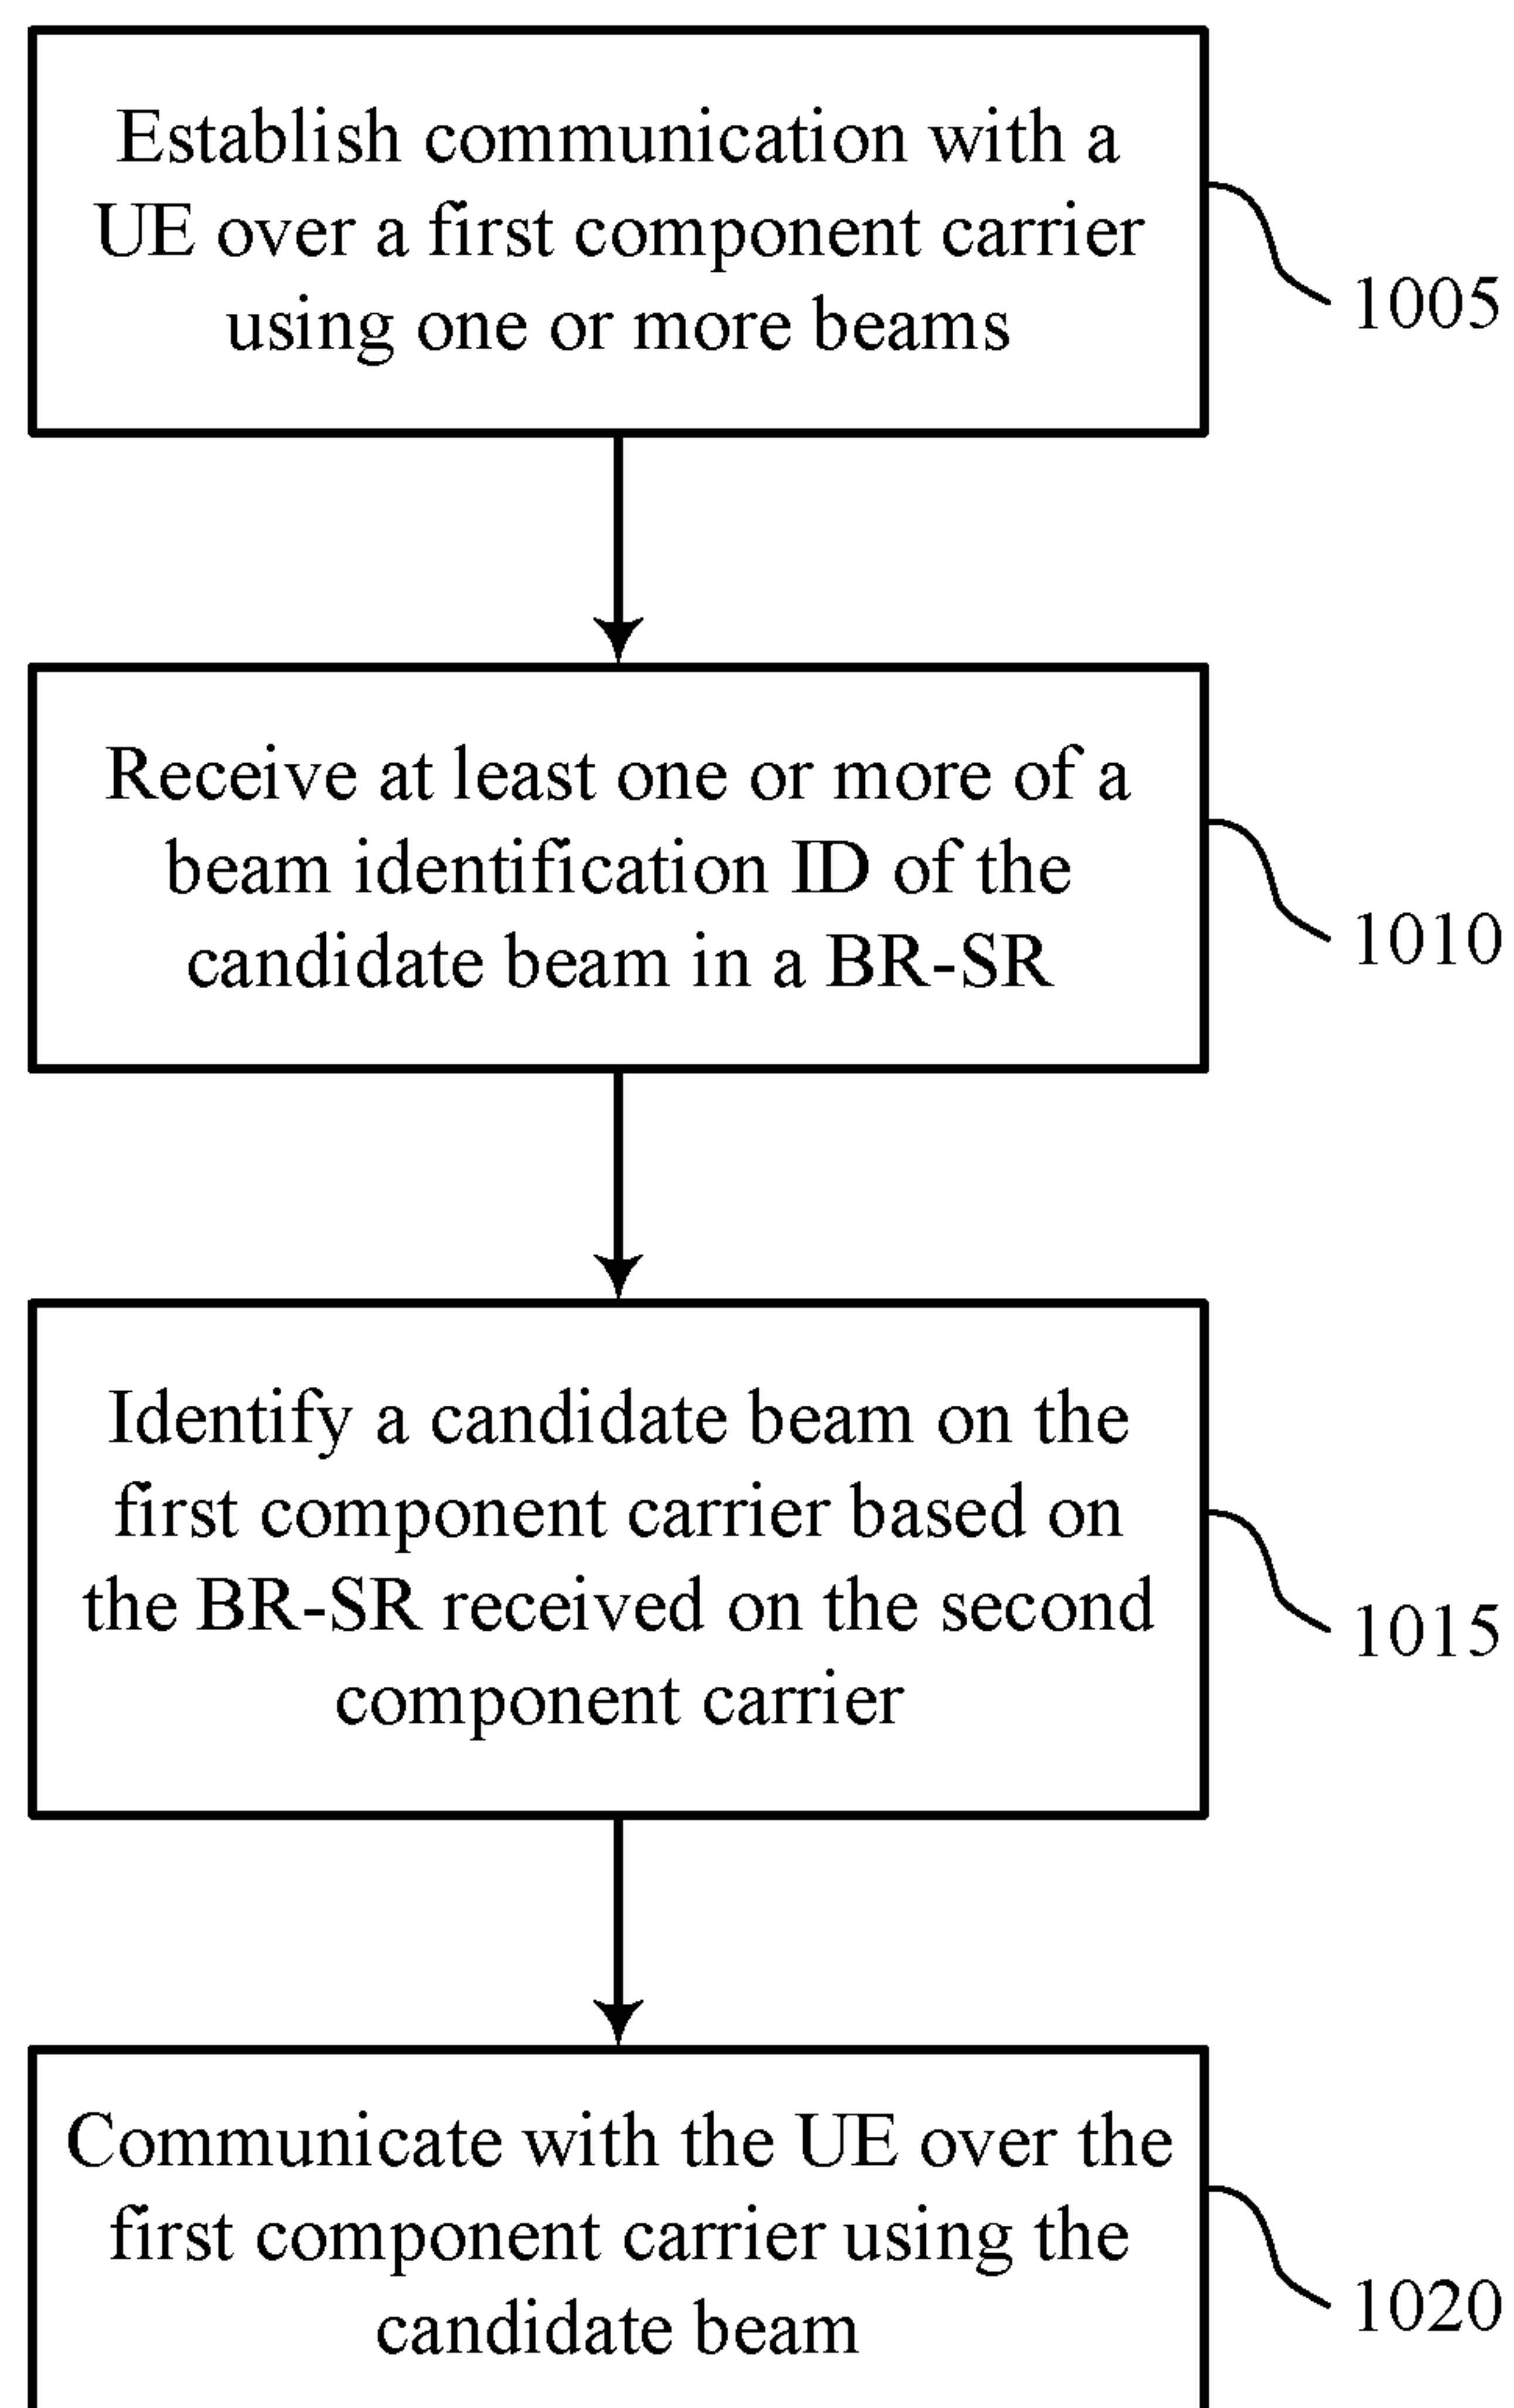 Establish communication with a
UE over a first component carrier
using one or more beams
1005
Receive at least one or more of a
beam identification ID of the
candidate beam in a BR-SR
1010
Identify a candidate beam on the
first component carrier based on
the BR-SR received on the second
component carrier
1015
Communicate with the UE over the
first component carrier using the
candidate beam
1020